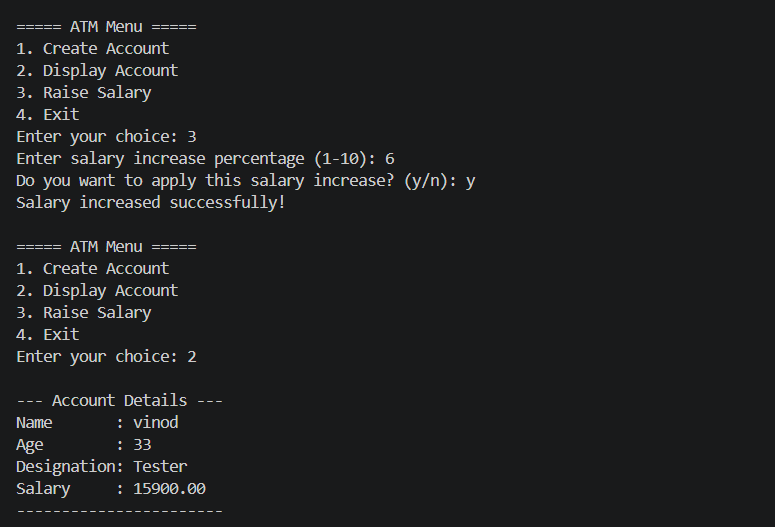 ===== ATM Menu =====
1. Create Account
2. Display Account
3. Raise Salary
4. Exit
Enter your choice: 3
Enter salary increase percentage (1-10): 6
Do you want to apply this salary increase? (y/n): y
Salary increased successfully!

===== ATM Menu =====
1. Create Account
2. Display Account
3. Raise Salary
4. Exit
Enter your choice: 2

--- Account Details ---
Name       : vinod
Age        : 33
Designation: Tester
Salary     : 15900.00
-----------------------